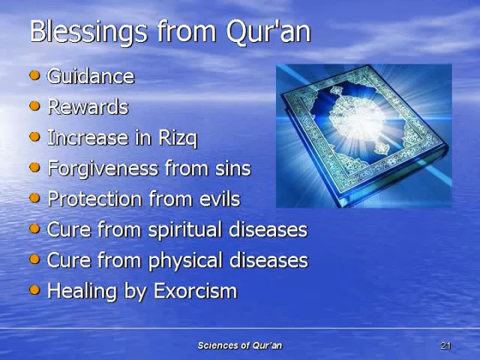 Blessings from Qur'an
Guidance
Rewards
Increase in Rizq
Forgiveness from sins
Protection from evils
Cure from spiritual diseases
Cure from physical diseases
Healing by Exorcism
Sciences of Qur'an
21